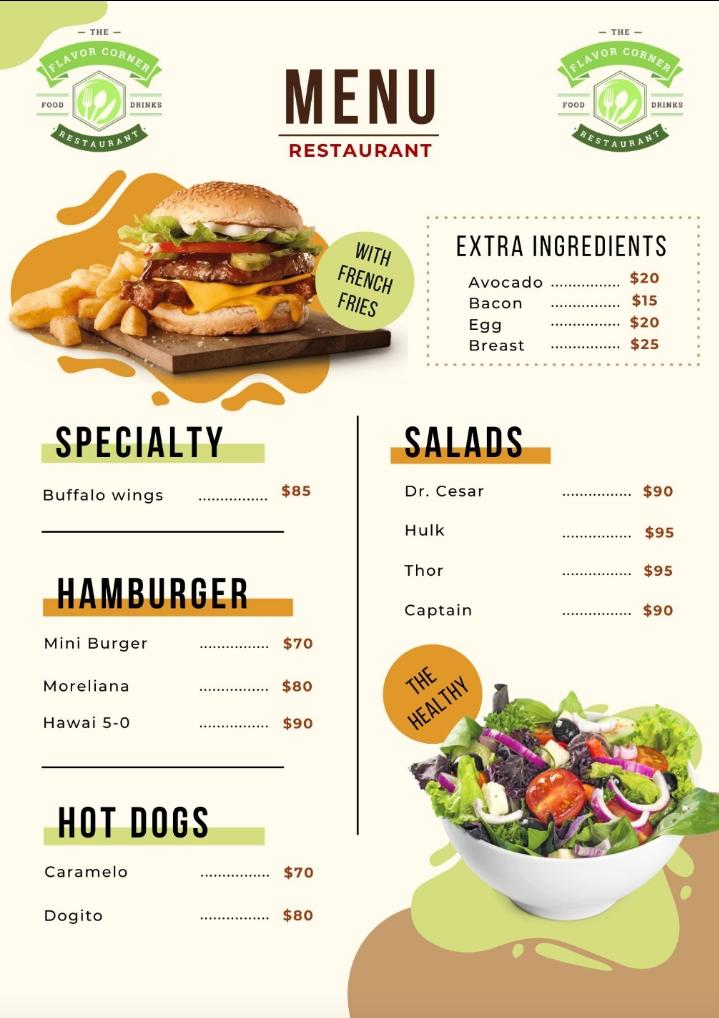 — THE —
FLAVOR CORNER
FOOD DRINKS
RESTAURANT
— THE —
FLAVOR CORNER
FOOD DRINKS
RESTAURANT
MENU
RESTAURANT
WITH
FRENCH
FRIES
EXTRA INGREDIENTS
Avocado ................ $20
Bacon ................ $15
Egg ................ $20
Breast ................ $25
SPECIALTY
Buffalo wings ................ $85
HAMBURGER
Mini Burger ................ $70
Moreliana ................ $80
Hawai 5-0 ................ $90
HOT DOGS
Caramelo ................ $70
Dogito ................ $80
SALADS
Dr. Cesar ................ $90
Hulk ................ $95
Thor ................ $95
Captain ................ $90
THE
HEALTHY